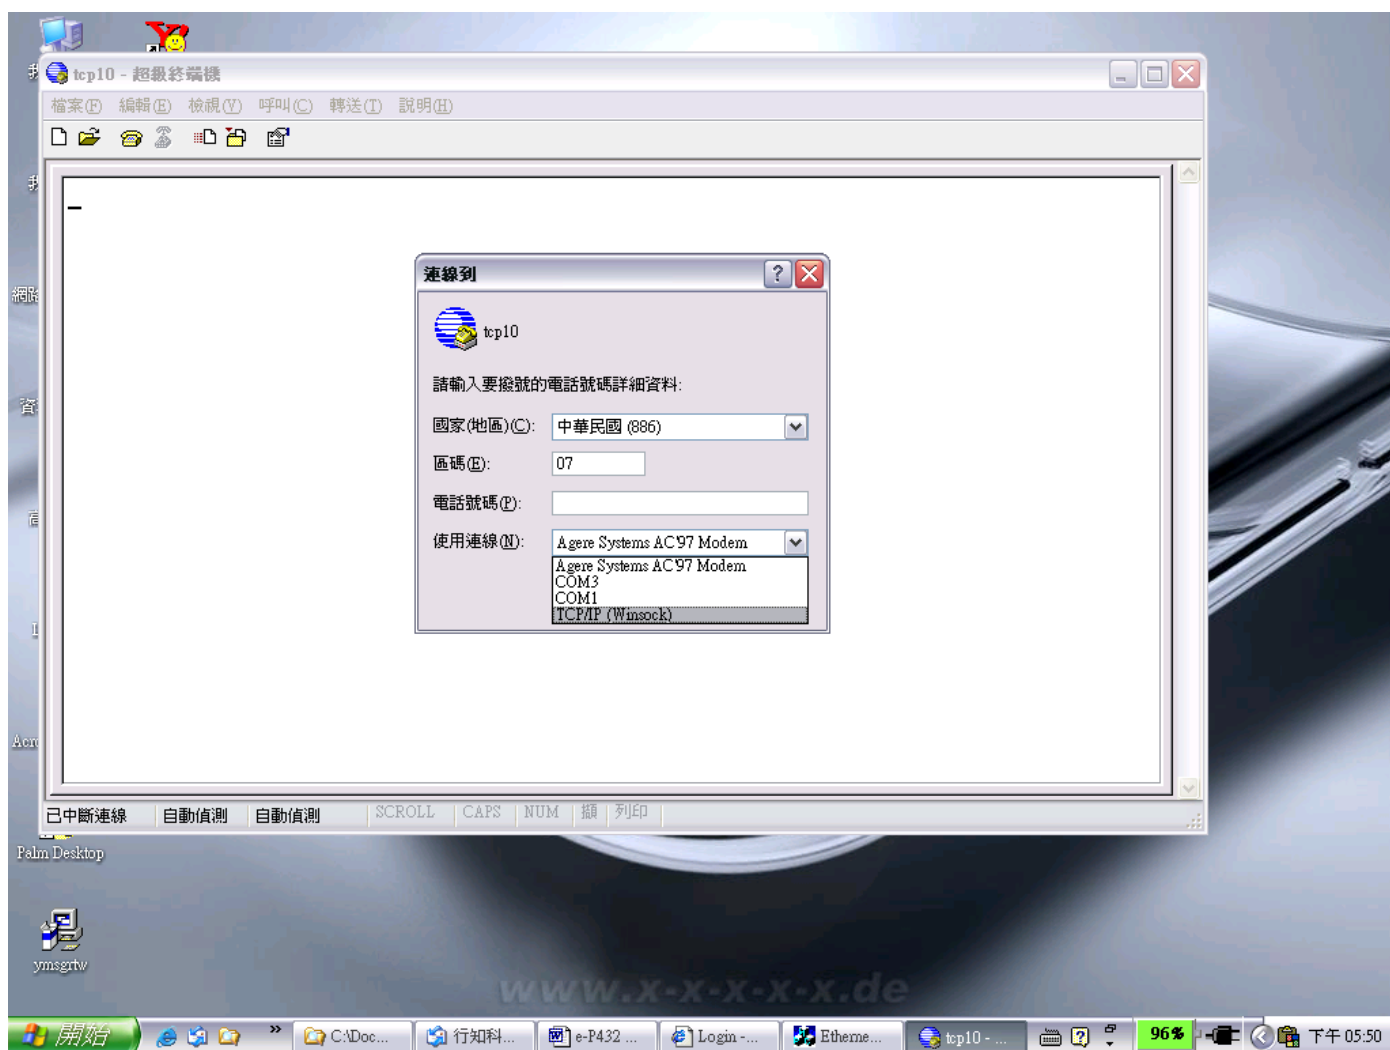 tcp10 - 超級終端機
檔案(F) 編輯(E) 檢視(V) 呼叫(C) 轉送(T) 說明(H)
連線到
tcp10
請輸入要撥號的電話號碼詳細資料:
國家(地區)(C): 中華民國 (886)
區碼(E): 07
電話號碼(P):
使用連線(N): Agere Systems AC'97 Modem
Agere Systems AC'97 Modem
COM3
COM1
TCP/IP (Winsock)
已中斷連線 自動偵測 自動偵測 SCROLL CAPS NUM 擷 列印
Palm Desktop
ymsgrtw
www.x-x-x-x.de
開始 C:\Doc... 行知科... e-P432 ... Login -... Etherne... tcp10 - ... 96% 下午 05:50